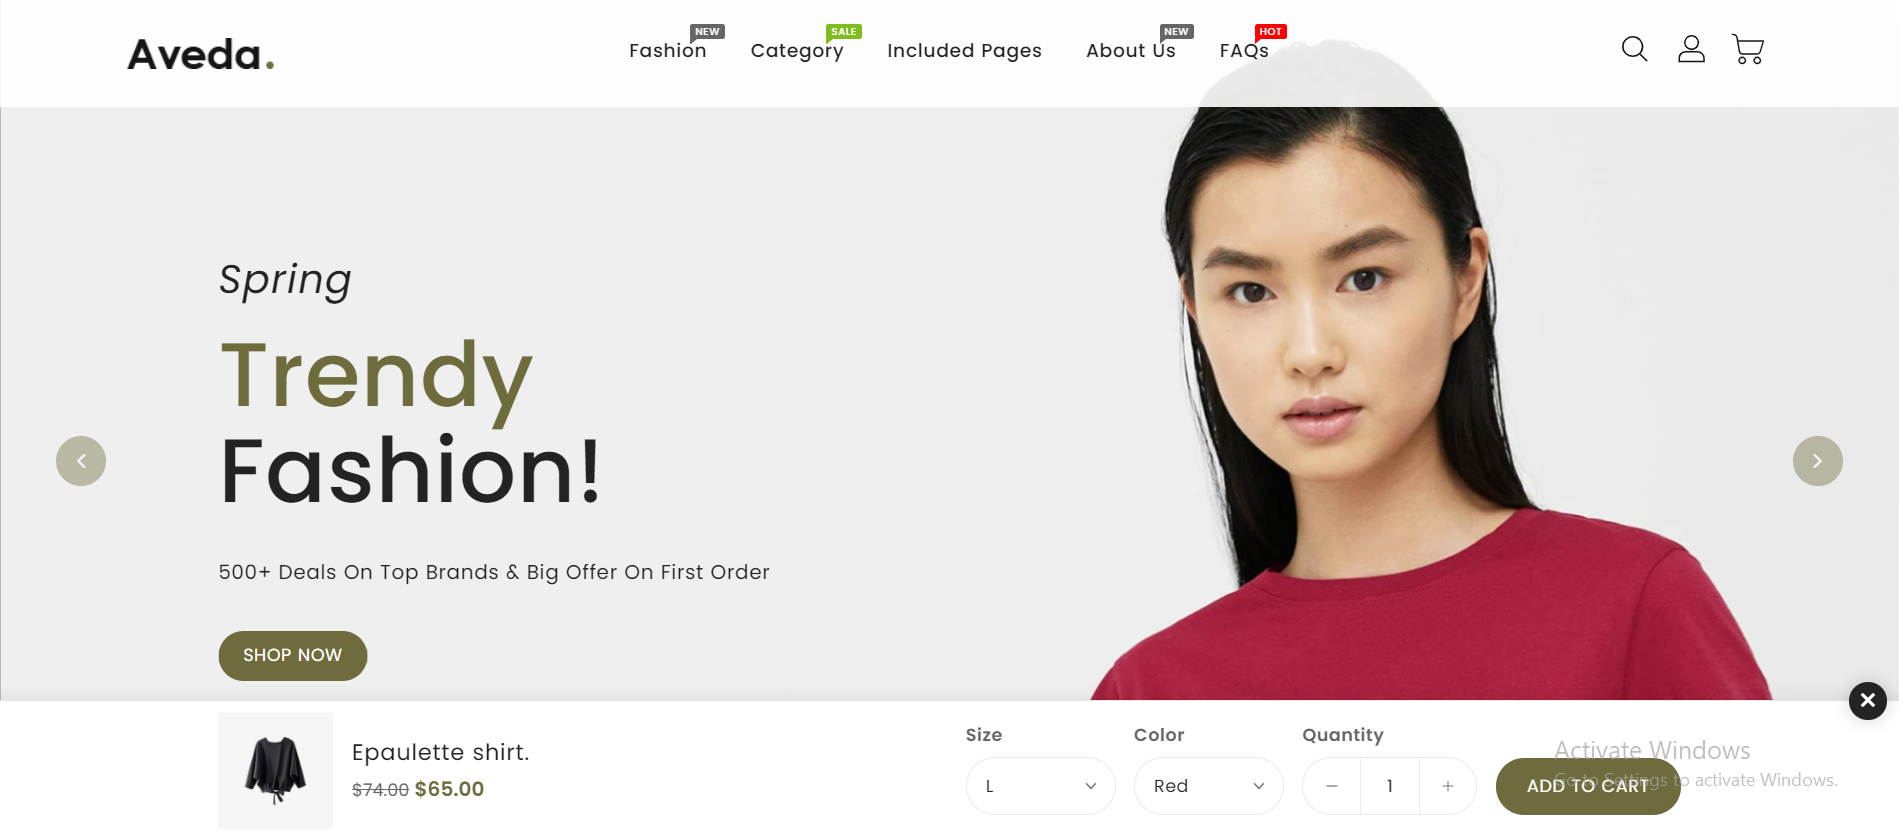 Aveda.
NEW
SALE
NEW
HOT
Fashion
Category
Included Pages
About Us
FAQs
Spring
Trendy
Fashion!
500+ Deals On Top Brands & Big Offer On First Order
SHOP NOW
Epaulette shirt.
$74.00 $65.00
Size
Color
Quantity
L
Red
1
ADD TO CART
Activate Windows
Go to Settings to activate Windows.